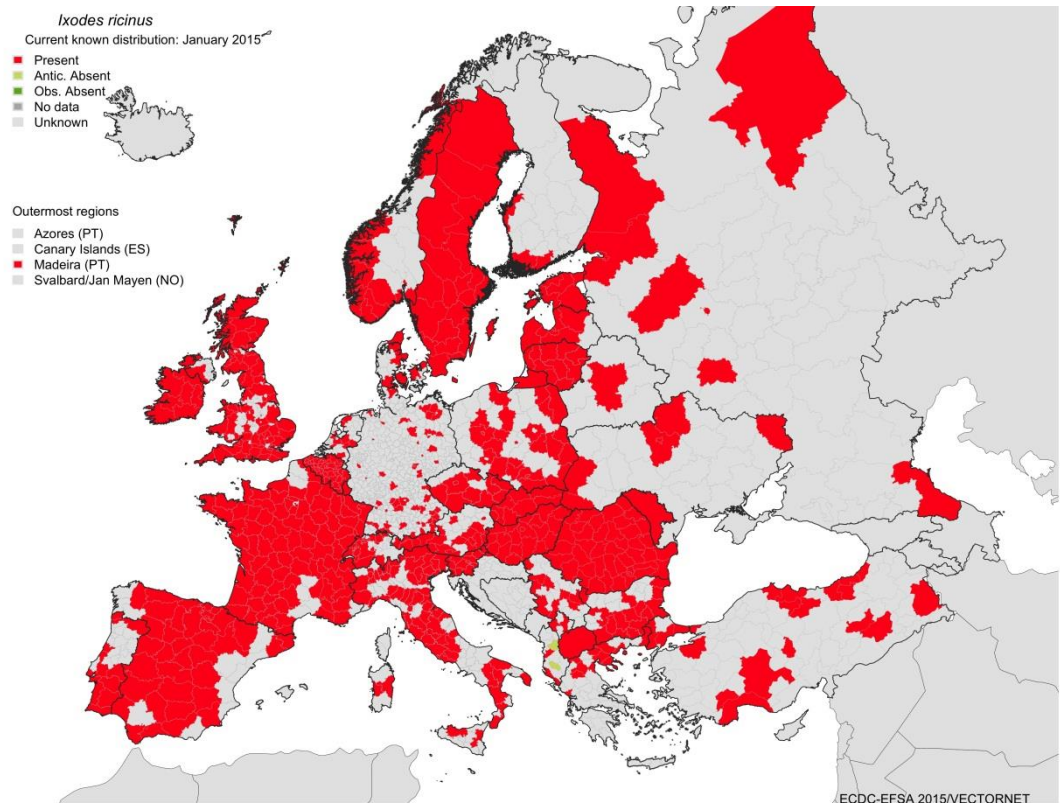 Ixodes ricinus
Current known distribution: January 2015
Present
Antic. Absent
Obs. Absent
No data
Unknown
Outermost regions
Azores (PT)
Canary Islands (ES)
Madeira (PT)
Svalbard/Jan Mayen (NO)
ECDC-EFSA 2015/VECTORNET